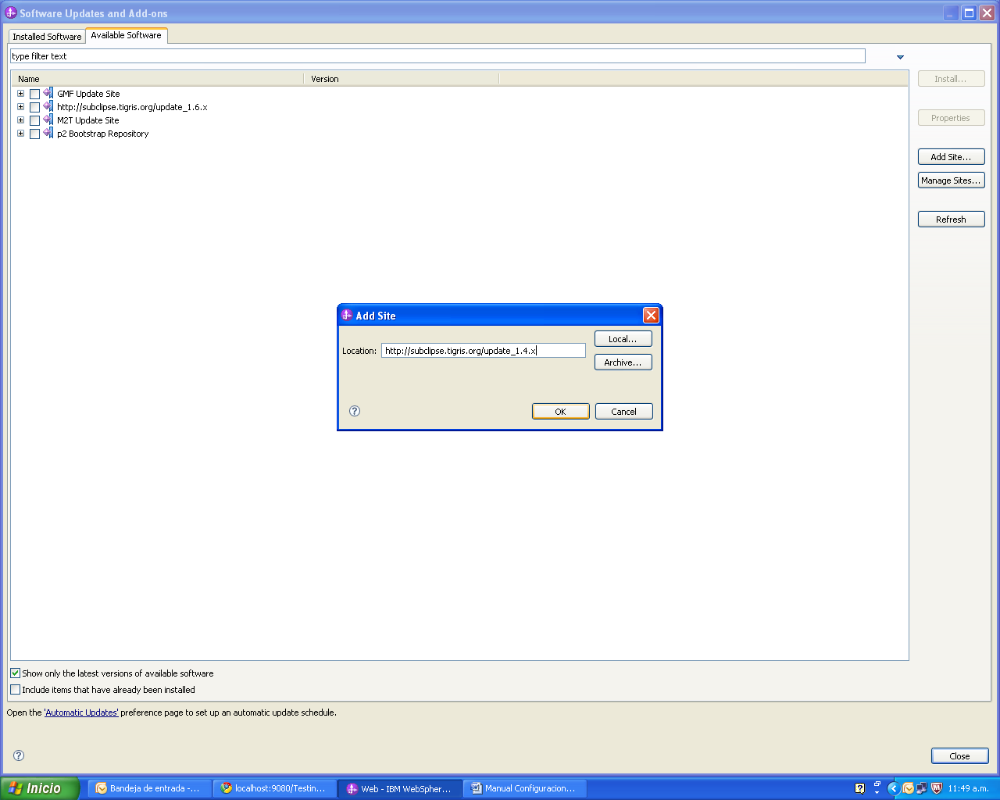 Software Updates and Add-ons
Installed Software
Available Software
type filter text
Name
Version
GMF Update Site
http://subclipse.tigris.org/update_1.6.x
M2T Update Site
p2 Bootstrap Repository
Install...
Properties
Add Site...
Manage Sites...
Refresh
Add Site
Location:
http://subclipse.tigris.org/update_1.4.x
Local...
Archive...
OK
Cancel
Show only the latest versions of available software
Include items that have already been installed
Open the 'Automatic Updates' preference page to set up an automatic update schedule.
Close
Inicio
Bandeja de entrada -...
localhost:9080/Testin...
Web - IBM WebSpher...
Manual Configuracion...
11:49 a.m.